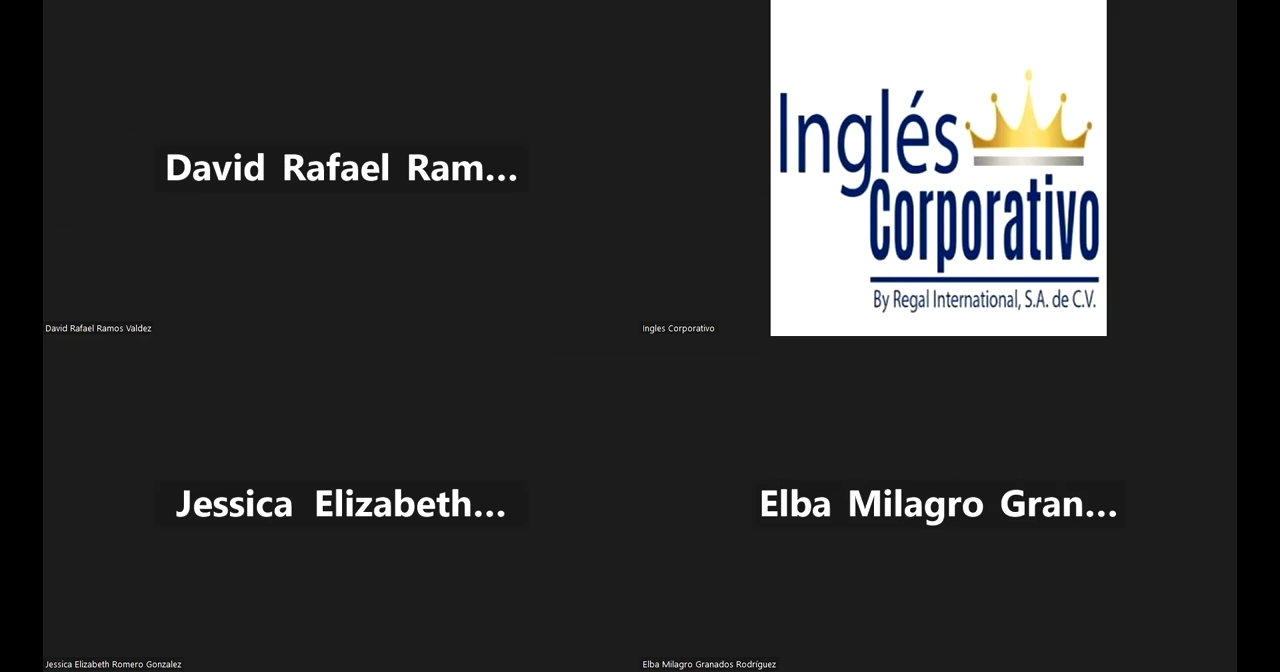 David Rafael Ram...
David Rafael Ramos Valdez
Inglés
Corporativo
By Regal International, S.A. de C.V.
Ingles Corporativo
Jessica Elizabeth...
Jessica Elizabeth Romero Gonzalez
Elba Milagro Gran...
Elba Milagro Granados Rodríguez